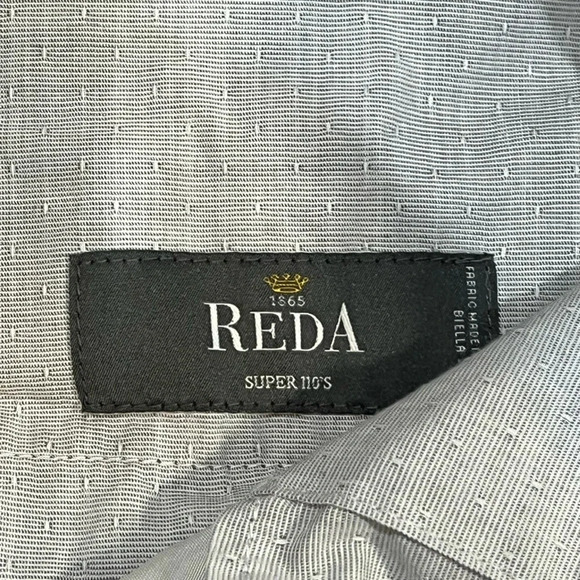 1865
REDA
SUPER 110'S
FABRIC MADE
BIELLA